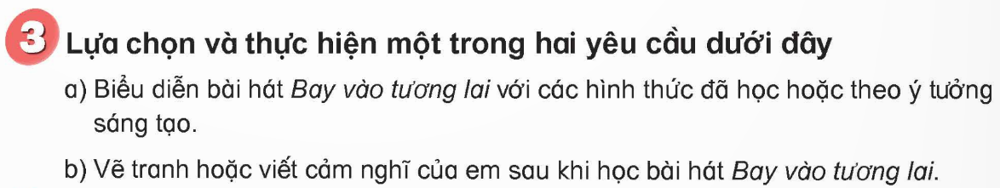 3 Lựa chọn và thực hiện một trong hai yêu cầu dưới đây
a) Biểu diễn bài hát Bay vào tương lai với các hình thức đã học hoặc theo ý tưởng
sáng tạo.
b) Vẽ tranh hoặc viết cảm nghĩ của em sau khi học bài hát Bay vào tương lai.